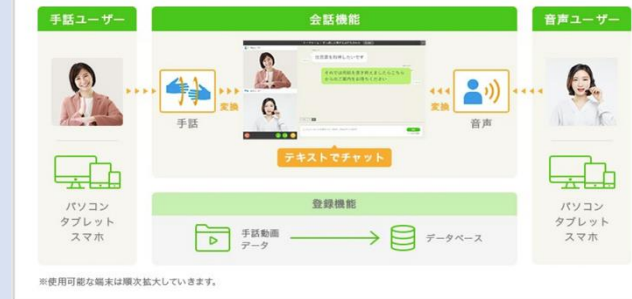 手話ユーザー
会話機能
音声ユーザー
変換
手話
変換
音声
テキストでチャット
パソコン
タブレット
スマホ
登録機能
手話動画
データ
データベース
パソコン
タブレット
スマホ
※使用可能な端末は順次拡大していきます。